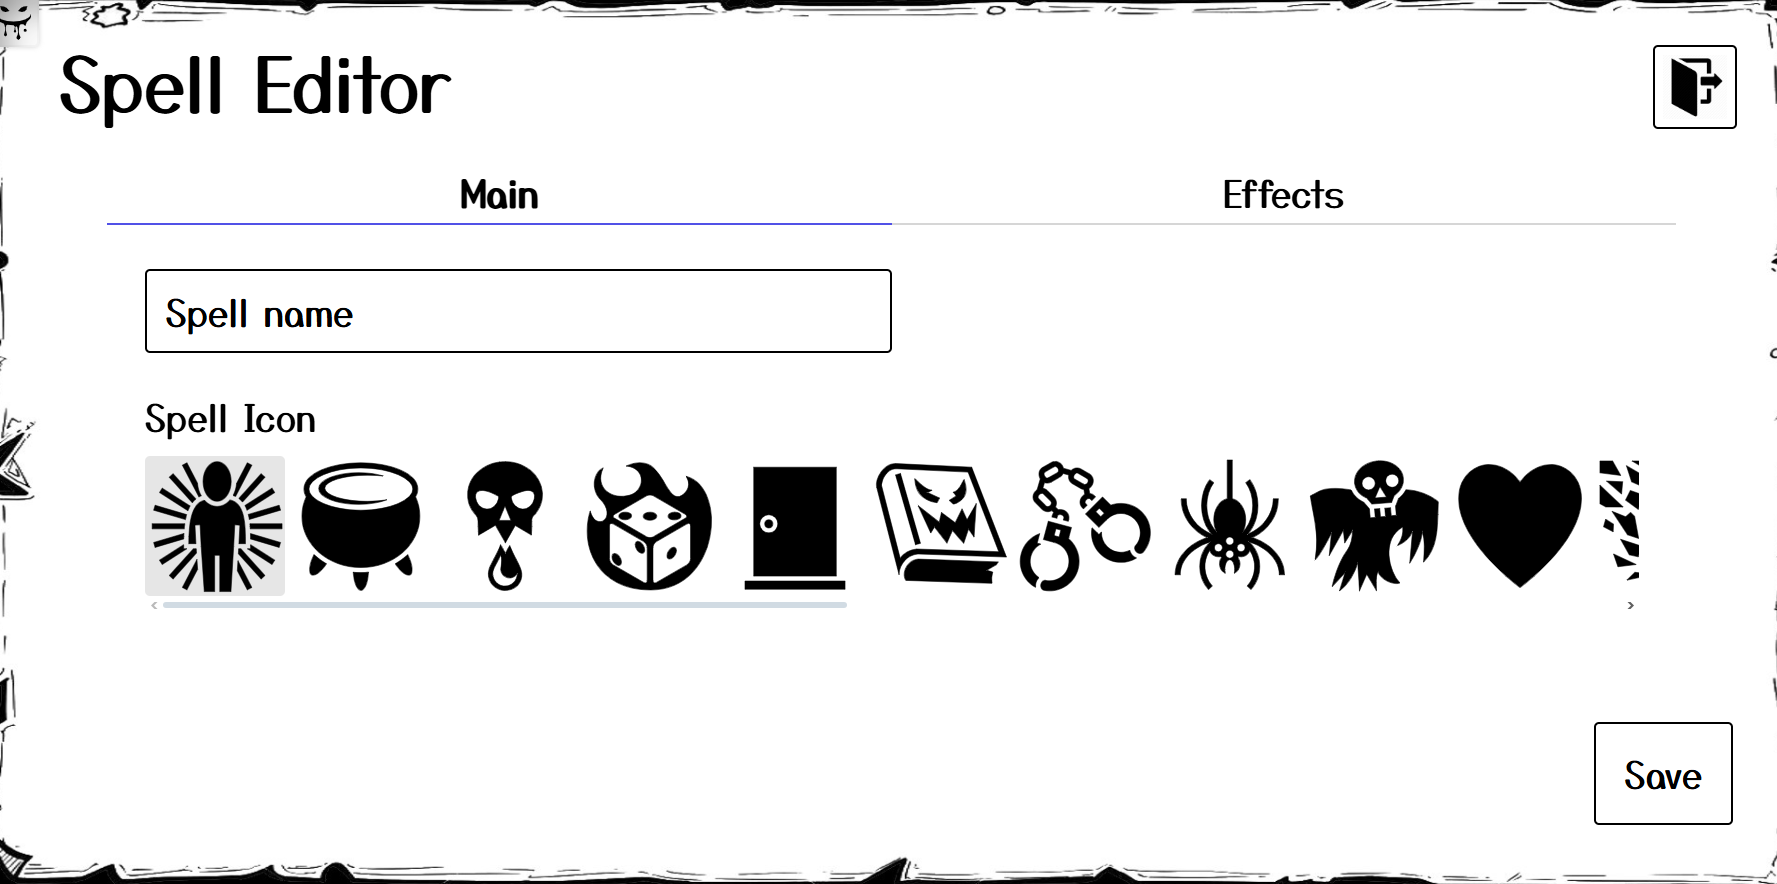 Spell Editor
Main
Effects
Spell name
Spell Icon
Save